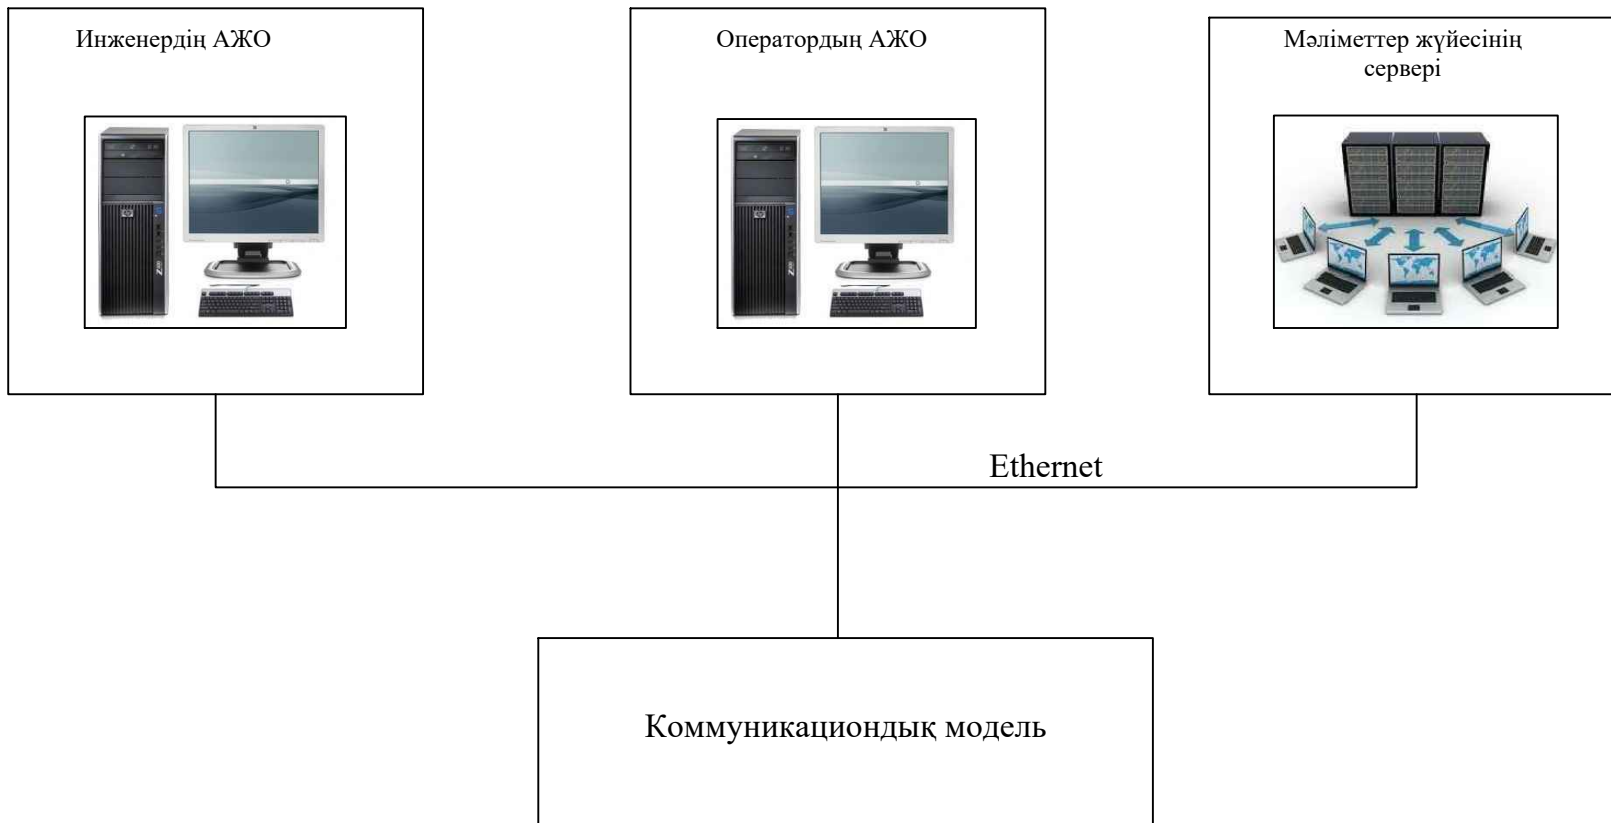 Инженердің АЖО
Оператордың АЖО
Мәліметтер жүйесінің
сервері
Ethernet
Коммуникациондық модель